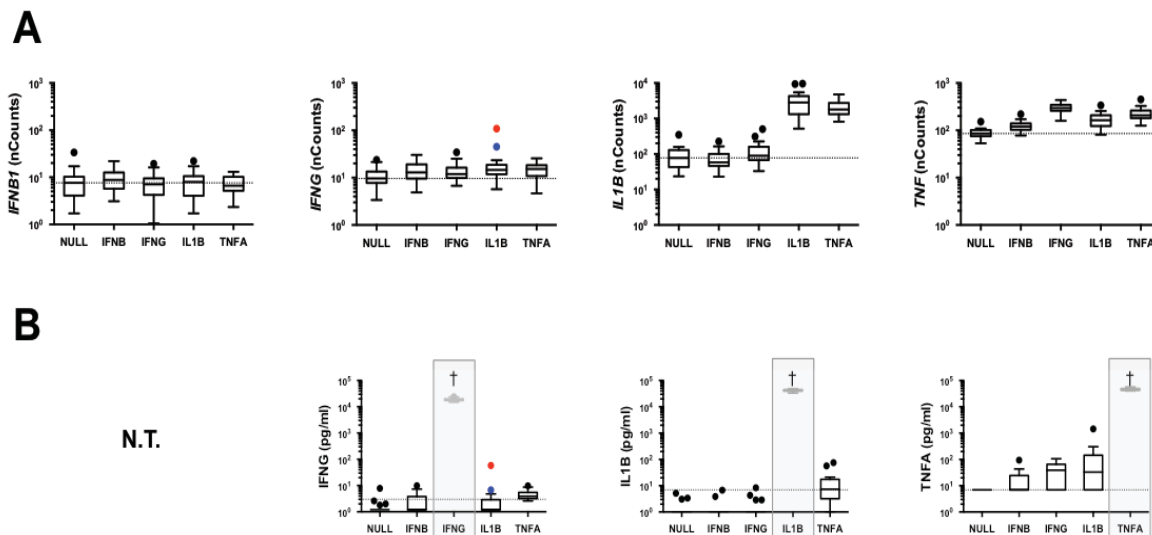 A
IFNB1 (nCounts)
10³
10²
10¹
10⁰
NULL IFNB IFNG IL1B TNFA
IFNG (nCounts)
10³
10²
10¹
10⁰
NULL IFNB IFNG IL1B TNFA
IL1B (nCounts)
10⁴
10³
10²
10¹
10⁰
NULL IFNB IFNG IL1B TNFA
TNF (nCounts)
10³
10²
10¹
10⁰
NULL IFNB IFNG IL1B TNFA
B
N.T.
IFNG (pg/ml)
10⁵
10⁴
10³
10²
10¹
10⁰
†
NULL IFNB IFNG IL1B TNFA
IL1B (pg/ml)
10⁵
10⁴
10³
10²
10¹
10⁰
†
NULL IFNB IFNG IL1B TNFA
TNFA (pg/ml)
10⁵
10⁴
10³
10²
10¹
10⁰
†
NULL IFNB IFNG IL1B TNFA